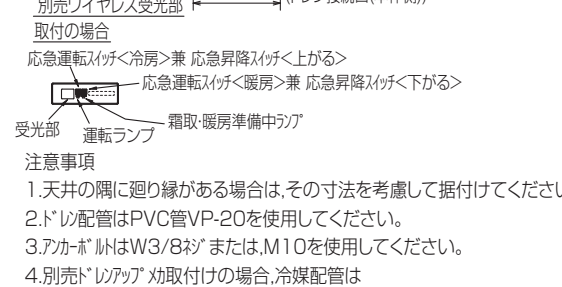 別売ワイヤレス受光部
取付の場合
応急運転ｽｲｯﾁ<冷房>兼 応急昇降ｽｲｯﾁ<上がる>
応急運転ｽｲｯﾁ<暖房>兼 応急昇降ｽｲｯﾁ<下がる>
霜取･暖房準備中ﾗﾝﾌﾟ
受光部
運転ランプ
注意事項
1.天井の隅に廻り縁がある場合は,その寸法を考慮して据付けてください
2.ﾄﾞﾚﾝ配管はPVC管VP-20を使用してください。
3.ｱﾝｶｰﾎﾞﾙﾄはW3/8ﾈｼﾞまたは,M10を使用してください。
4.別売ﾄﾞﾚﾝｱｯﾌﾟﾒｶ取付けの場合,冷媒配管は